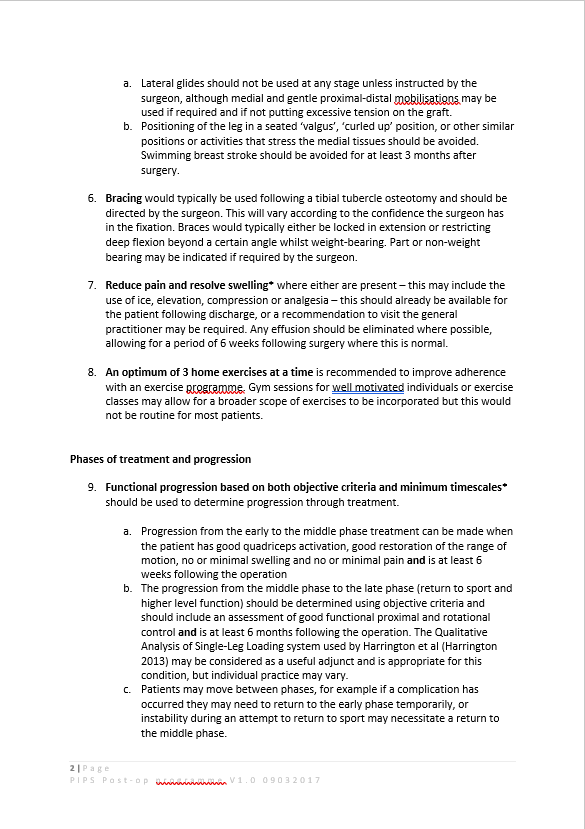 a. Lateral glides should not be used at any stage unless instructed by the
surgeon, although medial and gentle proximal-distal mobilisations may be
used if required and if not putting excessive tension on the graft.
b. Positioning of the leg in a seated ‘valgus’, ‘curled up’ position, or other similar
positions or activities that stress the medial tissues should be avoided.
Swimming breast stroke should be avoided for at least 3 months after
surgery.
6. Bracing would typically be used following a tibial tubercle osteotomy and should be
directed by the surgeon. This will vary according to the confidence the surgeon has
in the fixation. Braces would typically either be locked in extension or restricting
deep flexion beyond a certain angle whilst weight-bearing. Part or non-weight
bearing may be indicated if required by the surgeon.
7. Reduce pain and resolve swelling* where either are present – this may include the
use of ice, elevation, compression or analgesia – this should already be available for
the patient following discharge, or a recommendation to visit the general
practitioner may be required. Any effusion should be eliminated where possible,
allowing for a period of 6 weeks following surgery where this is normal.
8. An optimum of 3 home exercises at a time is recommended to improve adherence
with an exercise programme. Gym sessions for well motivated individuals or exercise
classes may allow for a broader scope of exercises to be incorporated but this would
not be routine for most patients.
Phases of treatment and progression
9. Functional progression based on both objective criteria and minimum timescales*
should be used to determine progression through treatment.
a. Progression from the early to the middle phase treatment can be made when
the patient has good quadriceps activation, good restoration of the range of
motion, no or minimal swelling and no or minimal pain and is at least 6
weeks following the operation
b. The progression from the middle phase to the late phase (return to sport and
higher level function) should be determined using objective criteria and
should include an assessment of good functional proximal and rotational
control and is at least 6 months following the operation. The Qualitative
Analysis of Single-Leg Loading system used by Harrington et al (Harrington
2013) may be considered as a useful adjunct and is appropriate for this
condition, but individual practice may vary.
c. Patients may move between phases, for example if a complication has
occurred they may need to return to the early phase temporarily, or
instability during an attempt to return to sport may necessitate a return to
the middle phase.
2 | Page
PIPS Post-op programme V1.0 09032017